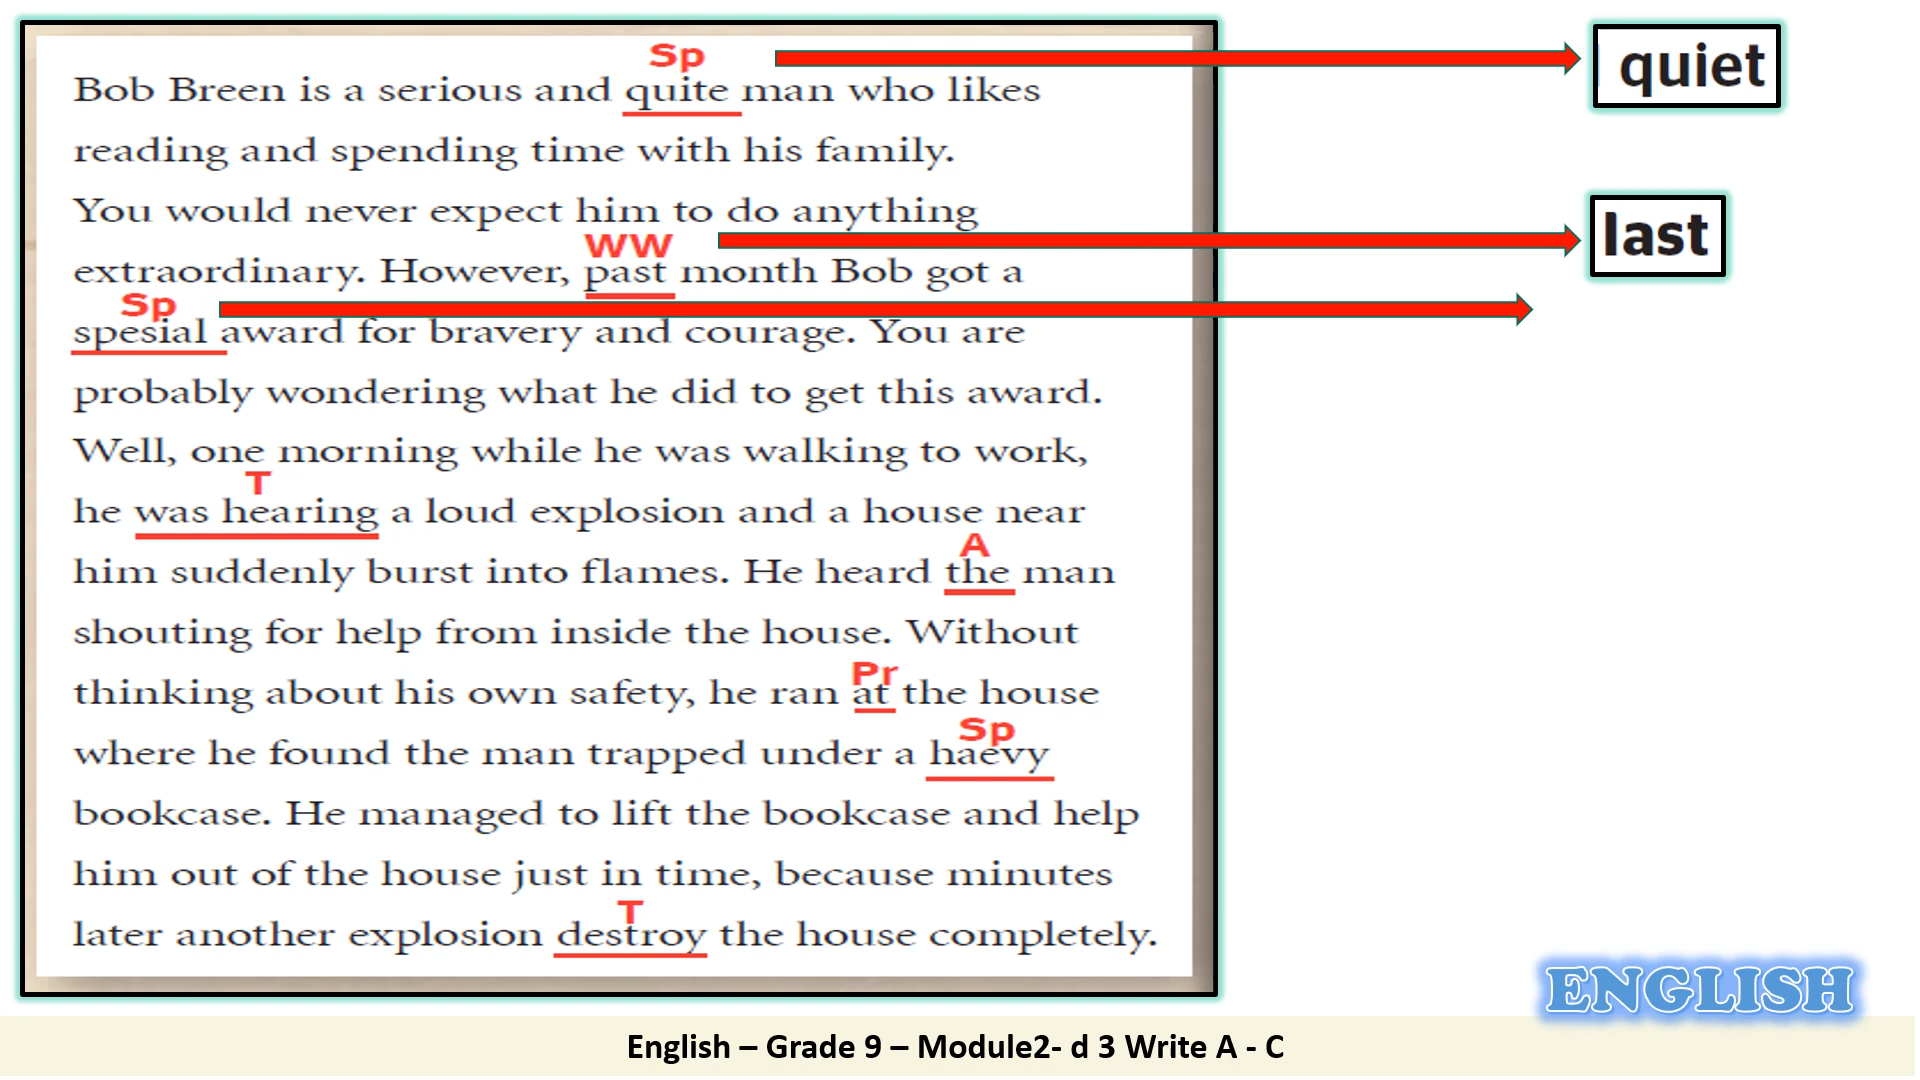 Sp
quiet
Bob Breen is a serious and quite man who likes
reading and spending time with his family.
You would never expect him to do anything
WW
last
extraordinary. However, past month Bob got a
Sp
spesial award for bravery and courage. You are
probably wondering what he did to get this award.
Well, one morning while he was walking to work,
T
he was hearing a loud explosion and a house near
A
him suddenly burst into flames. He heard the man
shouting for help from inside the house. Without
Pr
thinking about his own safety, he ran at the house
Sp
where he found the man trapped under a haevy
bookcase. He managed to lift the bookcase and help
him out of the house just in time, because minutes
T
later another explosion destroy the house completely.
ENGLISH
English – Grade 9 – Module2- d 3 Write A - C